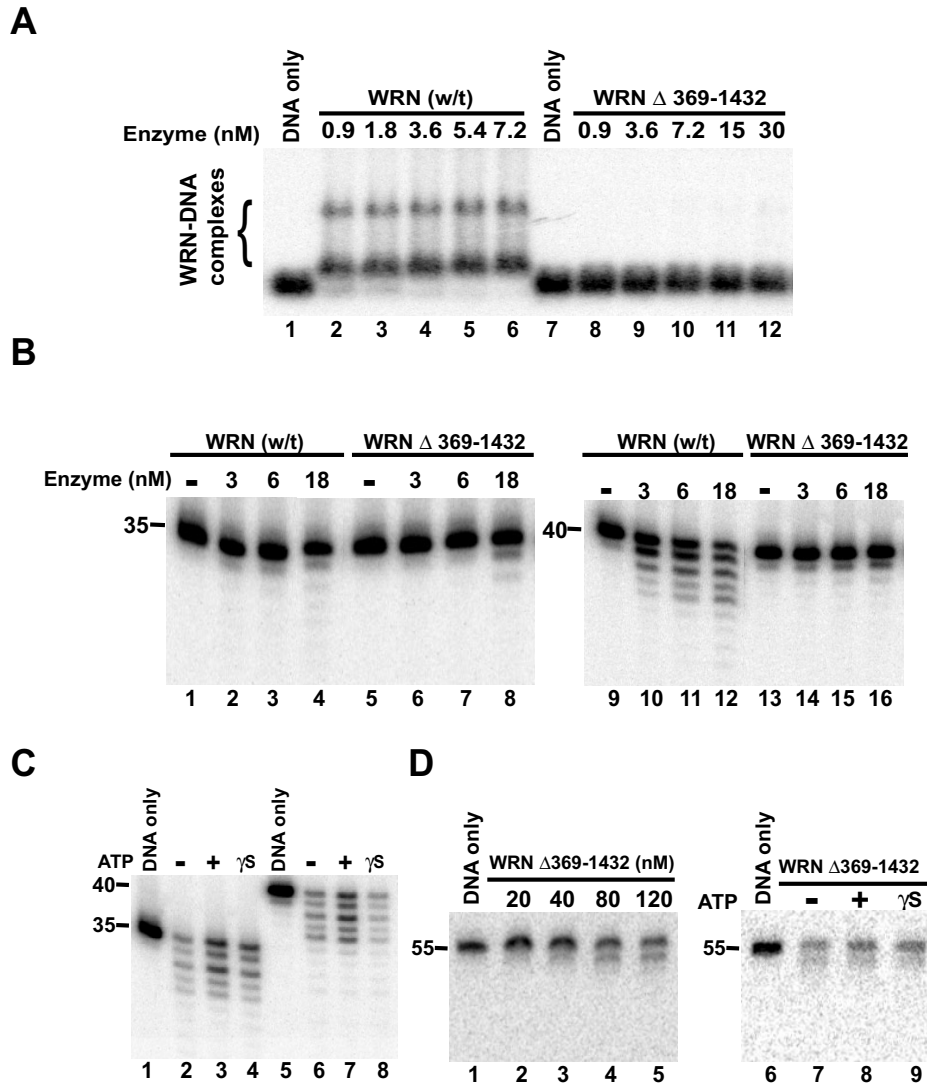 A
DNA only
WRN (w/t)
DNA only
WRN Δ 369-1432
Enzyme (nM)
0.9 1.8 3.6 5.4 7.2
0.9 3.6 7.2 15 30
WRN-DNA
complexes
{
1 2 3 4 5 6 7 8 9 10 11 12
B
WRN (w/t)
WRN Δ 369-1432
WRN (w/t)
WRN Δ 369-1432
Enzyme (nM)
- 3 6 18 - 3 6 18
- 3 6 18 - 3 6 18
35
40
1 2 3 4 5 6 7 8
9 10 11 12 13 14 15 16
C
DNA only
DNA only
ATP
- + γS
- + γS
40
35
1 2 3 4 5 6 7 8
D
DNA only
WRN Δ369-1432 (nM)
20 40 80 120
55
1 2 3 4 5
DNA only
WRN Δ369-1432
ATP
- + γS
55
6 7 8 9